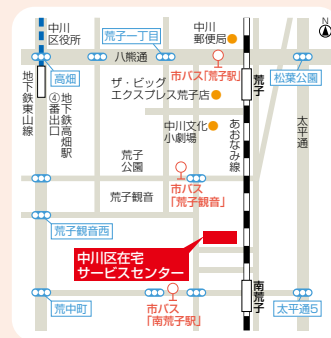 中川
区役所
荒子一丁目
中川
郵便局
N
八熊通
高畑
市バス「荒子駅」
松葉公園
地下鉄東山線
地下鉄高畑駅
④番出口
ザ・ビッグ
エクスプレス荒子店
荒子
中川文化
小劇場
あおなみ線
太平通
荒子
公園
荒子観音
市バス
「荒子観音」
荒子観音西
中川区在宅
サービスセンター
南荒子
荒中町
市バス
「南荒子駅」
太平通5